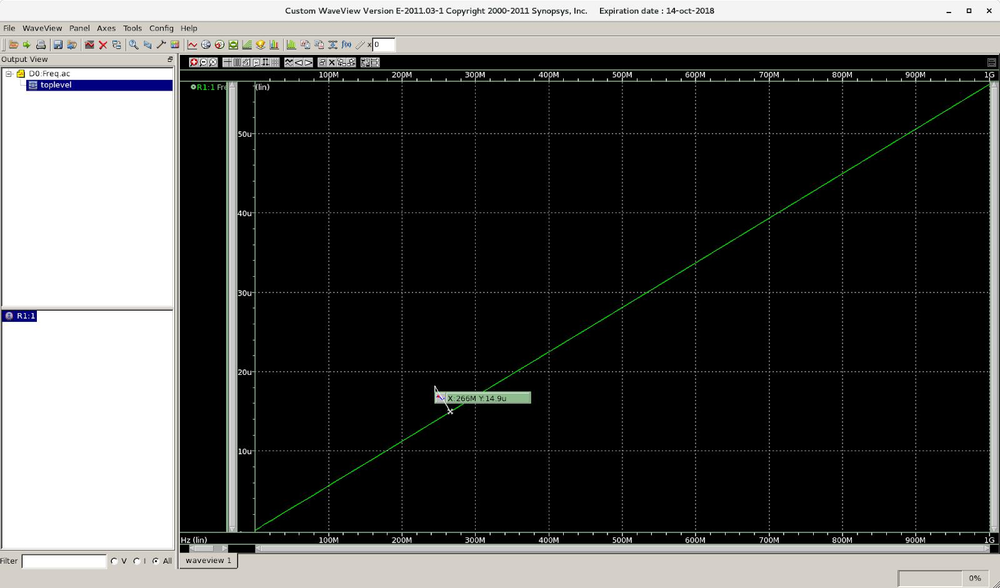 Custom WaveView Version E-2011.03-1 Copyright 2000-2011 Synopsys, Inc. Expiration date : 14-oct-2018
File WaveView Panel Axes Tools Config Help
f(x) x 0
Output View
D0:Freq.ac
toplevel
100M 200M 300M 400M 500M 600M 700M 800M 900M 1G
R1:1 Fre (lin)
50u
40u
30u
20u
X:266M Y:14.9u
10u
R1:1
Hz (lin) 100M 200M 300M 400M 500M 600M 700M 800M 900M 1G
Filter V I All
waveview 1
0%